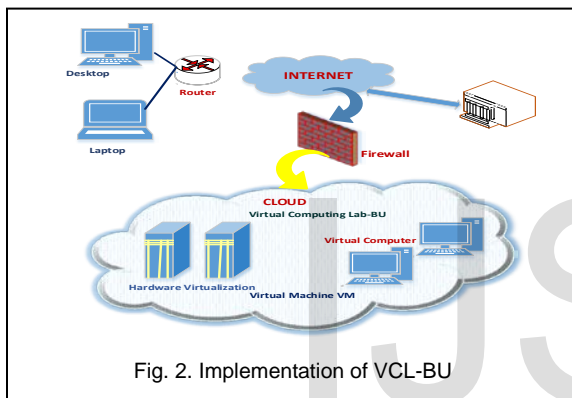 Desktop
INTERNET
Router
Laptop
Firewall
CLOUD
Virtual Computing Lab-BU
Virtual Computer
Hardware Virtualization
Virtual Machine VM
Fig. 2. Implementation of VCL-BU
IJS